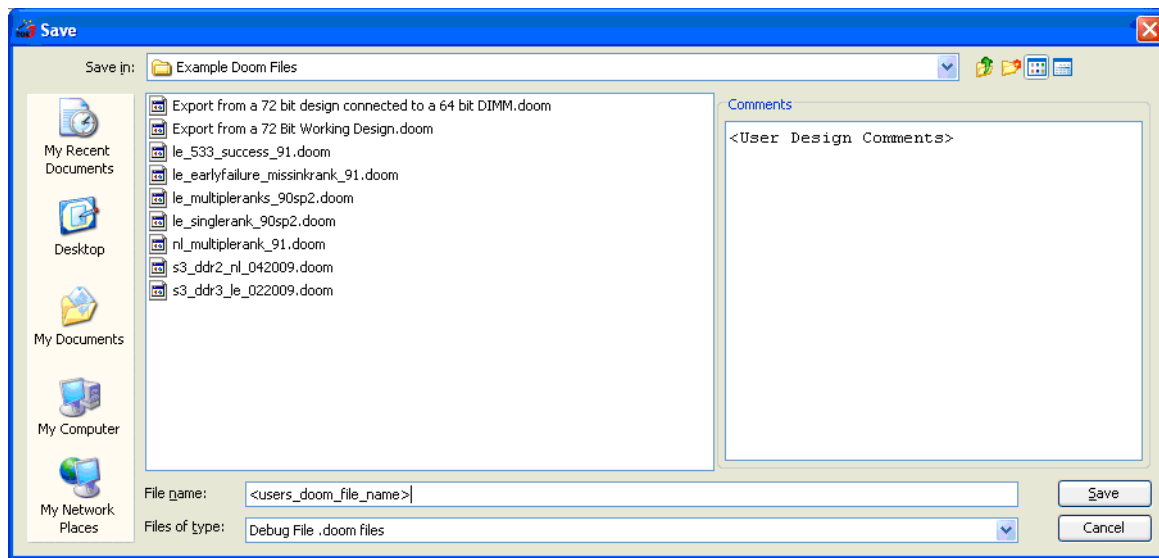 Save
Save in:
Example Doom Files
My Recent
Documents
Desktop
My Documents
My Computer
My Network
Places
Export from a 72 bit design connected to a 64 bit DIMM.doom
Export from a 72 Bit Working Design.doom
le_533_success_91.doom
le_earlyfailure_missinkrank_91.doom
le_multipleranks_90sp2.doom
le_singlerank_90sp2.doom
nl_multiplerank_91.doom
s3_ddr2_nl_042009.doom
s3_ddr3_le_022009.doom
Comments
<User Design Comments>
File name:
<users_doom_file_name>
Save
Files of type:
Debug File .doom files
Cancel